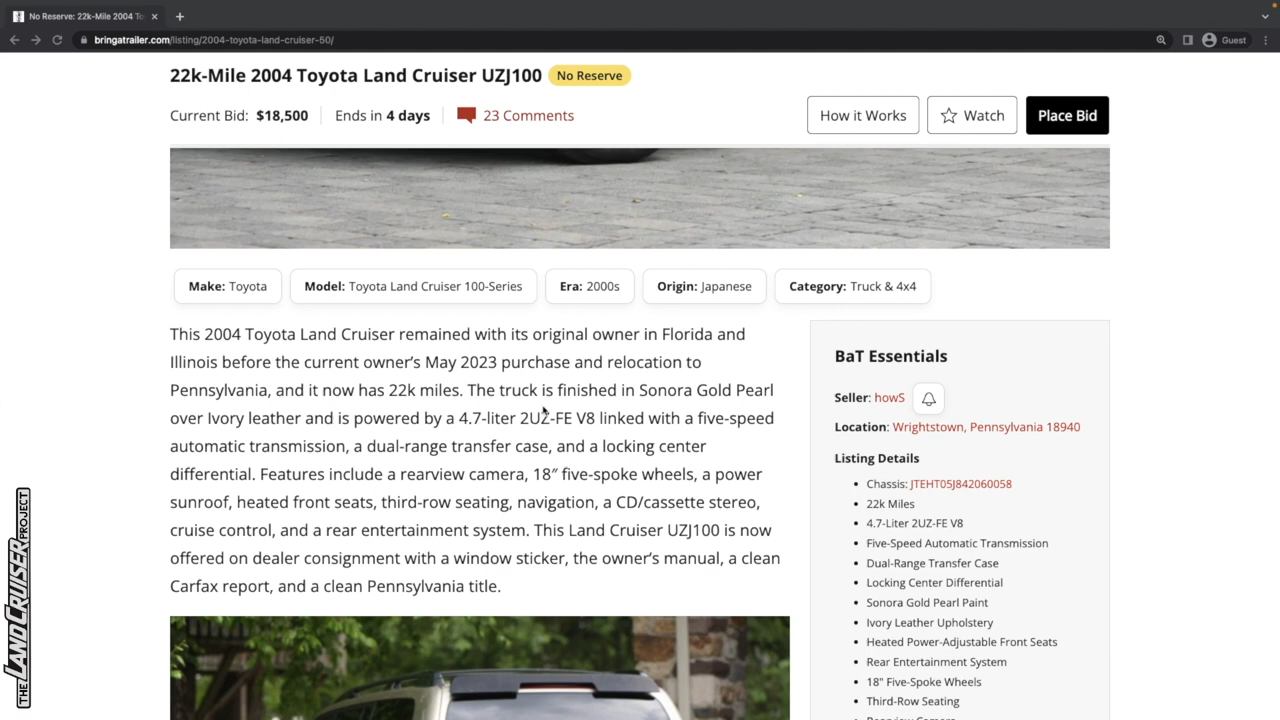 No Reserve: 22k-Mile 2004 To
bringatrailer.com/listing/2004-toyota-land-cruiser-50/
Guest
22k-Mile 2004 Toyota Land Cruiser UZJ100 No Reserve
Current Bid: $18,500 Ends in 4 days 23 Comments
How it Works Watch Place Bid
Make: Toyota Model: Toyota Land Cruiser 100-Series Era: 2000s Origin: Japanese Category: Truck & 4x4
This 2004 Toyota Land Cruiser remained with its original owner in Florida and
Illinois before the current owner's May 2023 purchase and relocation to
Pennsylvania, and it now has 22k miles. The truck is finished in Sonora Gold Pearl
over Ivory leather and is powered by a 4.7-liter 2UZ-FE V8 linked with a five-speed
automatic transmission, a dual-range transfer case, and a locking center
differential. Features include a rearview camera, 18″ five-spoke wheels, a power
sunroof, heated front seats, third-row seating, navigation, a CD/cassette stereo,
cruise control, and a rear entertainment system. This Land Cruiser UZJ100 is now
offered on dealer consignment with a window sticker, the owner's manual, a clean
Carfax report, and a clean Pennsylvania title.
BaT Essentials
Seller: howS
Location: Wrightstown, Pennsylvania 18940
Listing Details
Chassis: JTEHT05J842060058
22k Miles
4.7-Liter 2UZ-FE V8
Five-Speed Automatic Transmission
Dual-Range Transfer Case
Locking Center Differential
Sonora Gold Pearl Paint
Ivory Leather Upholstery
Heated Power-Adjustable Front Seats
Rear Entertainment System
18" Five-Spoke Wheels
Third-Row Seating
Rearview Camera
THE LAND CRUISER PROJECT